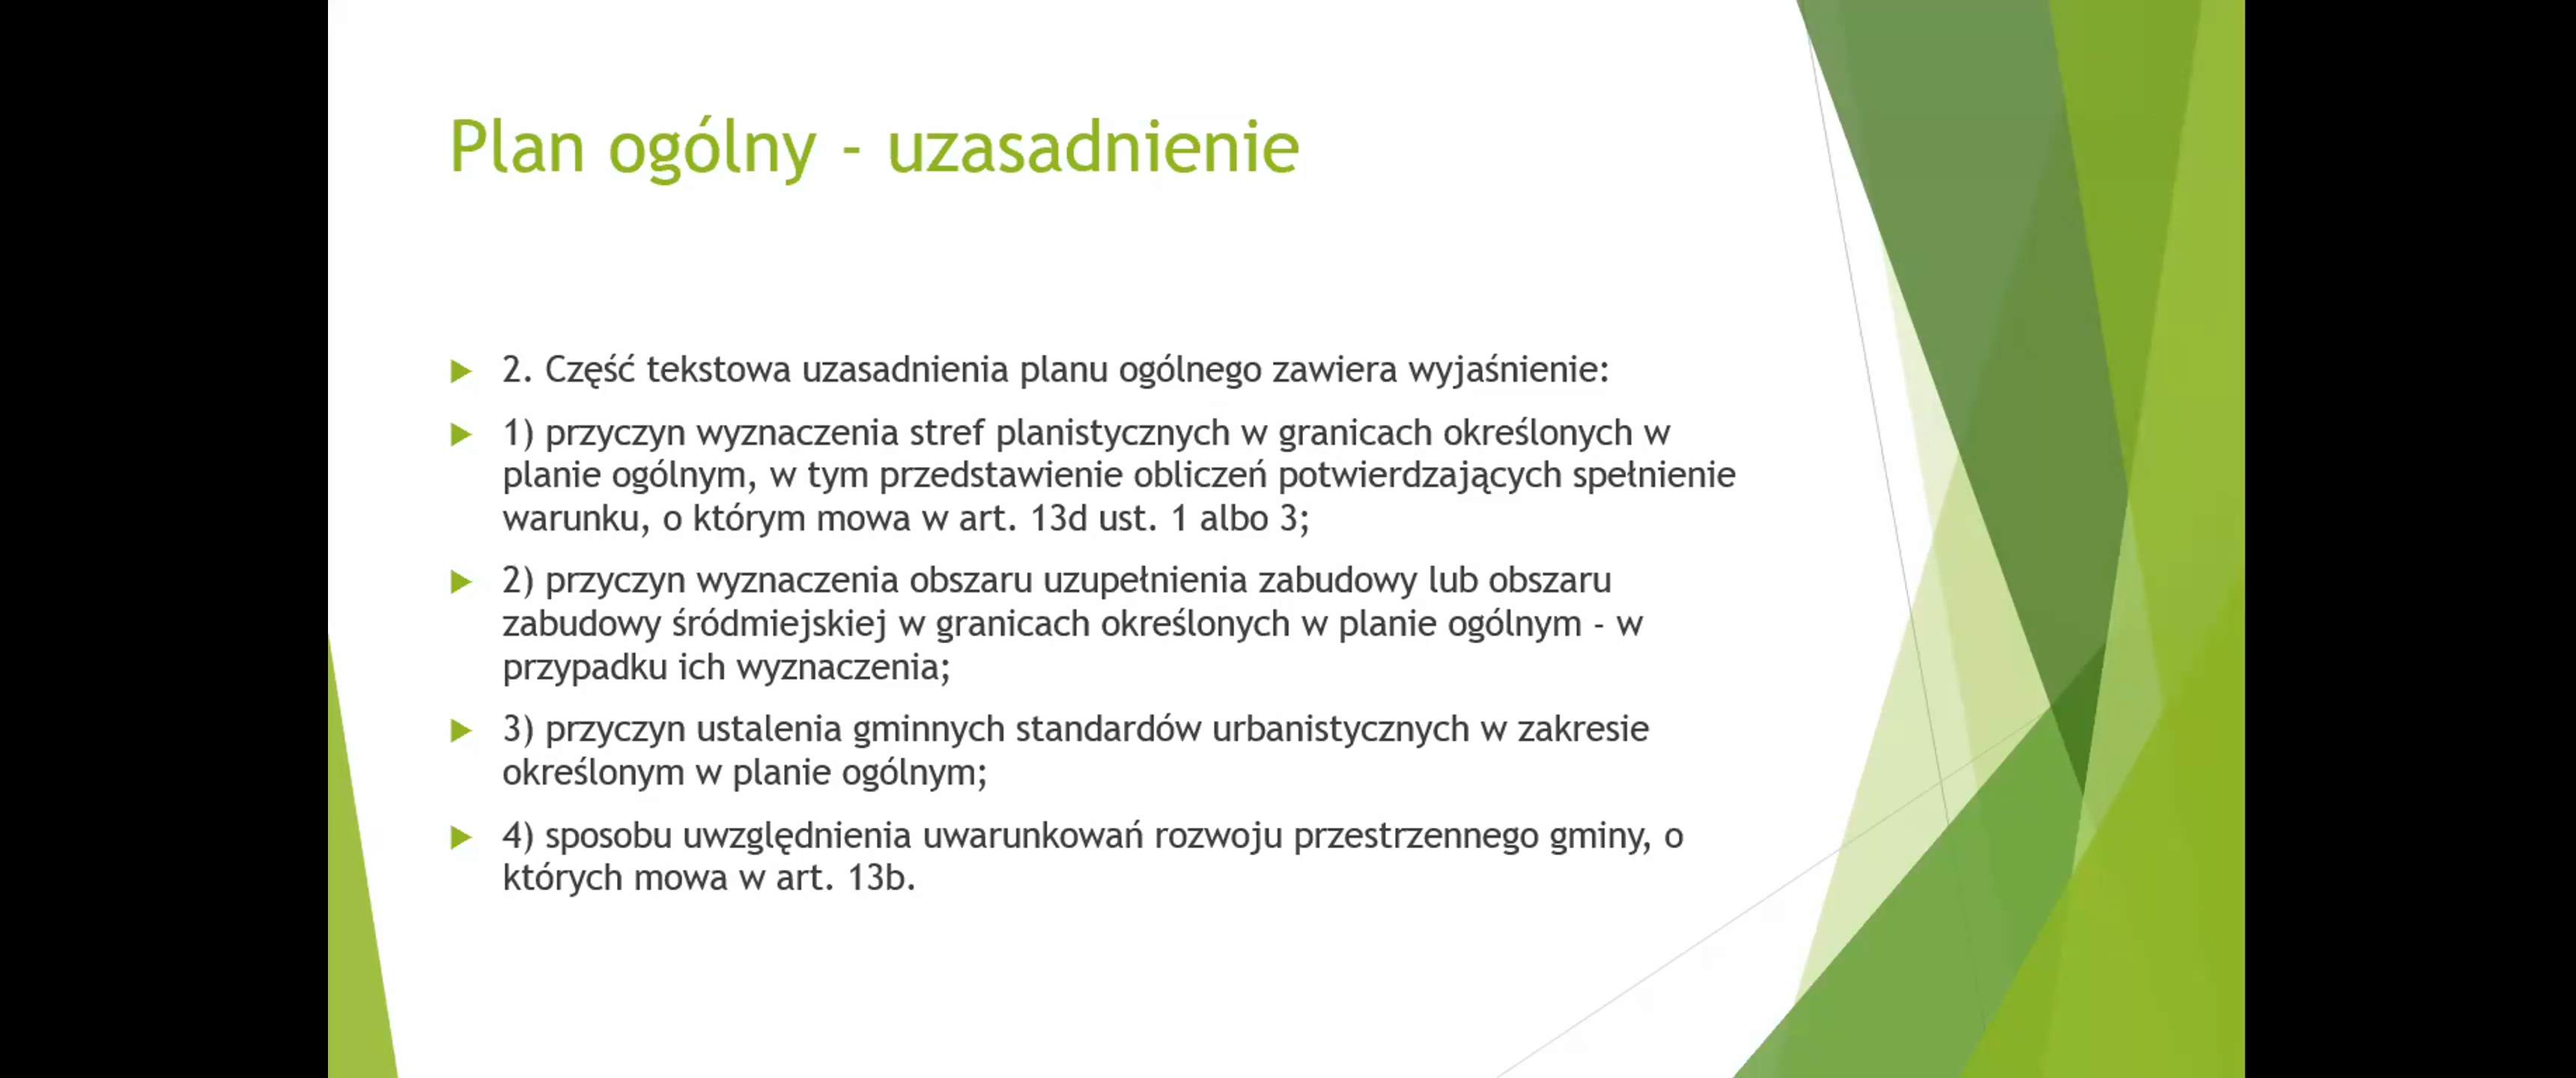 Plan ogólny - uzasadnienie
2. Część tekstowa uzasadnienia planu ogólnego zawiera wyjaśnienie:
1) przyczyn wyznaczenia stref planistycznych w granicach określonych w
planie ogólnym, w tym przedstawienie obliczeń potwierdzających spełnienie
warunku, o którym mowa w art. 13d ust. 1 albo 3;
2) przyczyn wyznaczenia obszaru uzupełnienia zabudowy lub obszaru
zabudowy śródmiejskiej w granicach określonych w planie ogólnym - w
przypadku ich wyznaczenia;
3) przyczyn ustalenia gminnych standardów urbanistycznych w zakresie
określonym w planie ogólnym;
4) sposobu uwzględnienia uwarunkowań rozwoju przestrzennego gminy, o
których mowa w art. 13b.